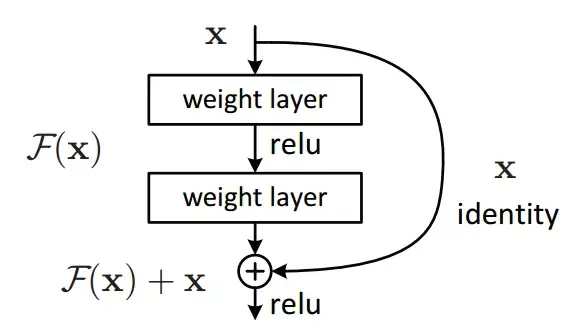 x
weight layer
relu
F(x)
weight layer
x
identity
F(x) + x
+
relu